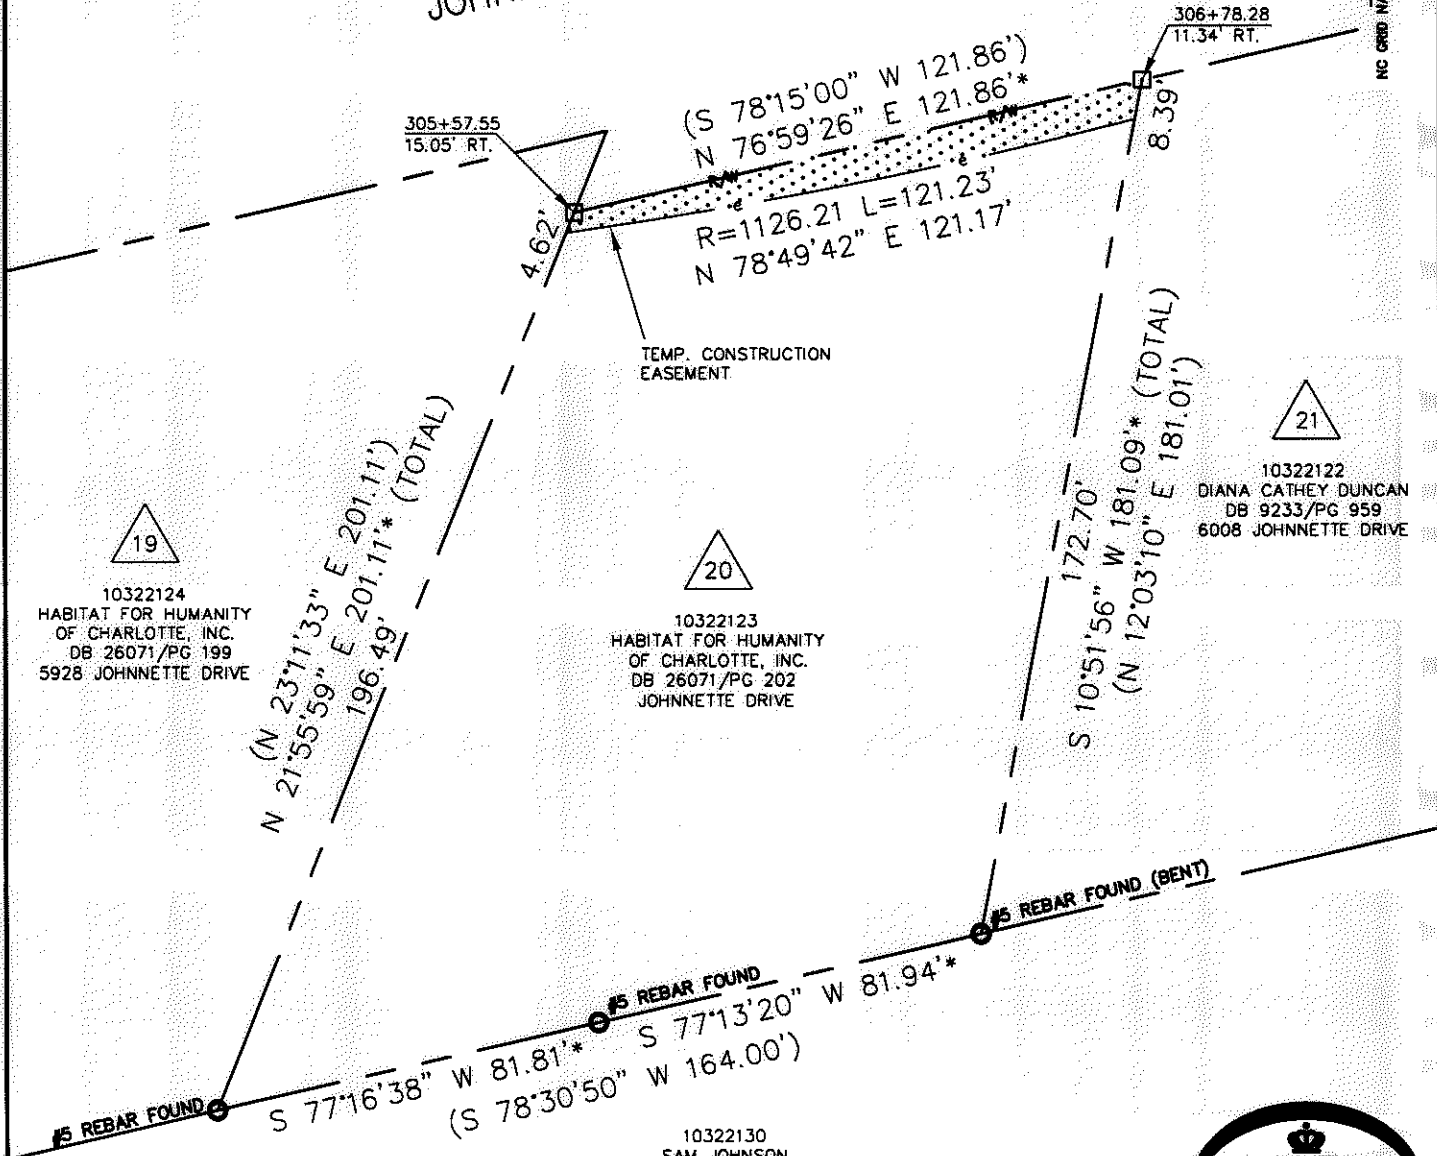 306+78.28
11.34' RT.
305+57.55
15.05' RT.
(S 78°15'00" W 121.86')
N 76°59'26" E 121.86'*
R/W
R/W
8.39'
4.62'
R=1126.21 L=121.23'
N 78°49'42" E 121.17'
TEMP. CONSTRUCTION
EASEMENT
(N 23°11'33" E 201.11')
N 21°55'59" E 201.11'* (TOTAL)
196.49'
172.70'
S 10°51'56" W 181.09'* (TOTAL)
(N 12°03'10" E 181.01')
21
10322122
DIANA CATHEY DUNCAN
DB 9233/PG 959
6008 JOHNNETTE DRIVE
19
10322124
HABITAT FOR HUMANITY
OF CHARLOTTE, INC.
DB 26071/PG 199
5928 JOHNNETTE DRIVE
20
10322123
HABITAT FOR HUMANITY
OF CHARLOTTE, INC.
DB 26071/PG 202
JOHNNETTE DRIVE
#5 REBAR FOUND (BENT)
#5 REBAR FOUND
#5 REBAR FOUND
S 77°13'20" W 81.94'*
S 77°16'38" W 81.81'*
(S 78°30'50" W 164.00')
10322130
SAM JOHNSON
NC GRID